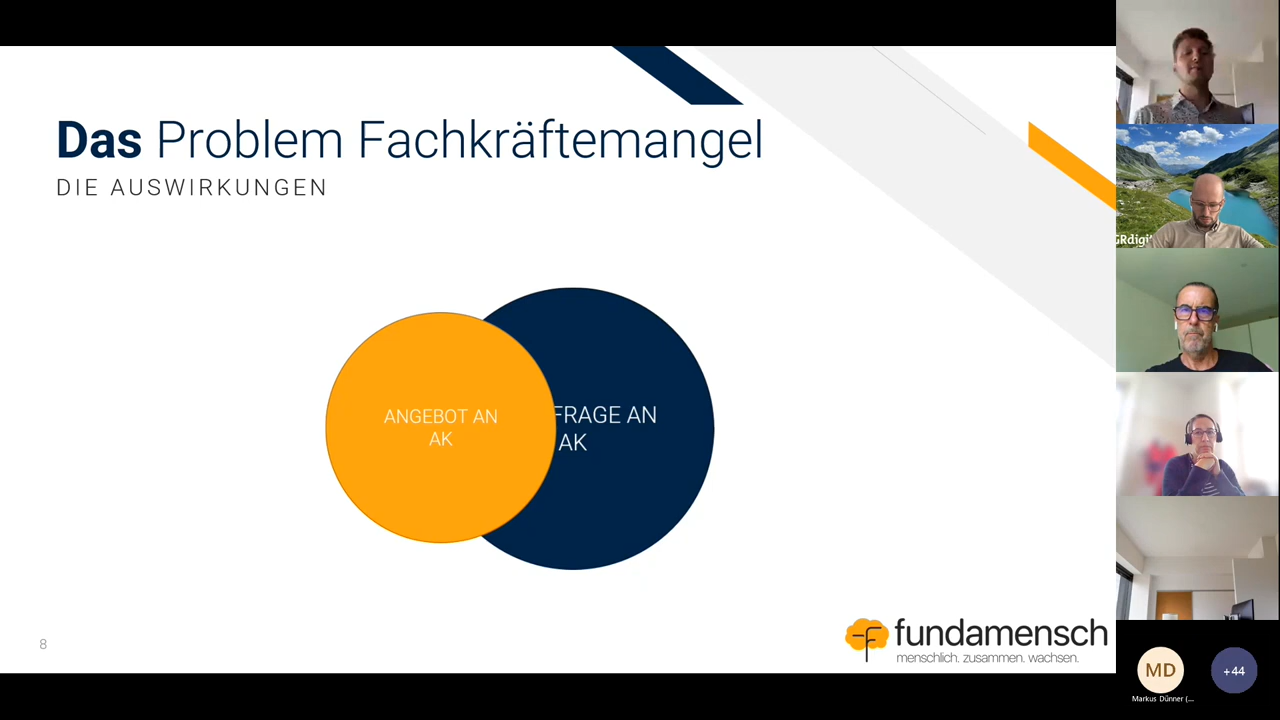 Das Problem Fachkräftemangel
DIE AUSWIRKUNGEN
ANGEBOT AN
AK
FRAGE AN
AK
8
fundamensch
menschlich. zusammen. wachsen.
GRdigi
MD
+44
Markus Dünner (...